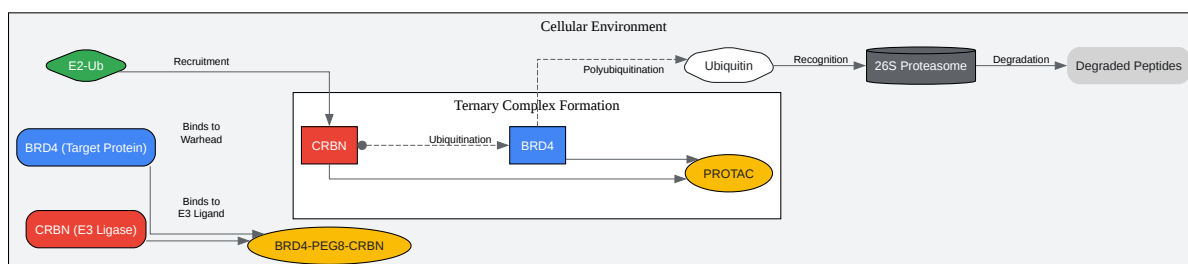 Cellular Environment
E2-Ub
Recruitment
Polyubiquitination
Ubiquitin
Recognition
26S Proteasome
Degradation
Degraded Peptides
Ternary Complex Formation
BRD4 (Target Protein)
Binds to
Warhead
CRBN
Ubiquitination
BRD4
PROTAC
Binds to
E3 Ligand
CRBN (E3 Ligase)
BRD4-PEG8-CRBN